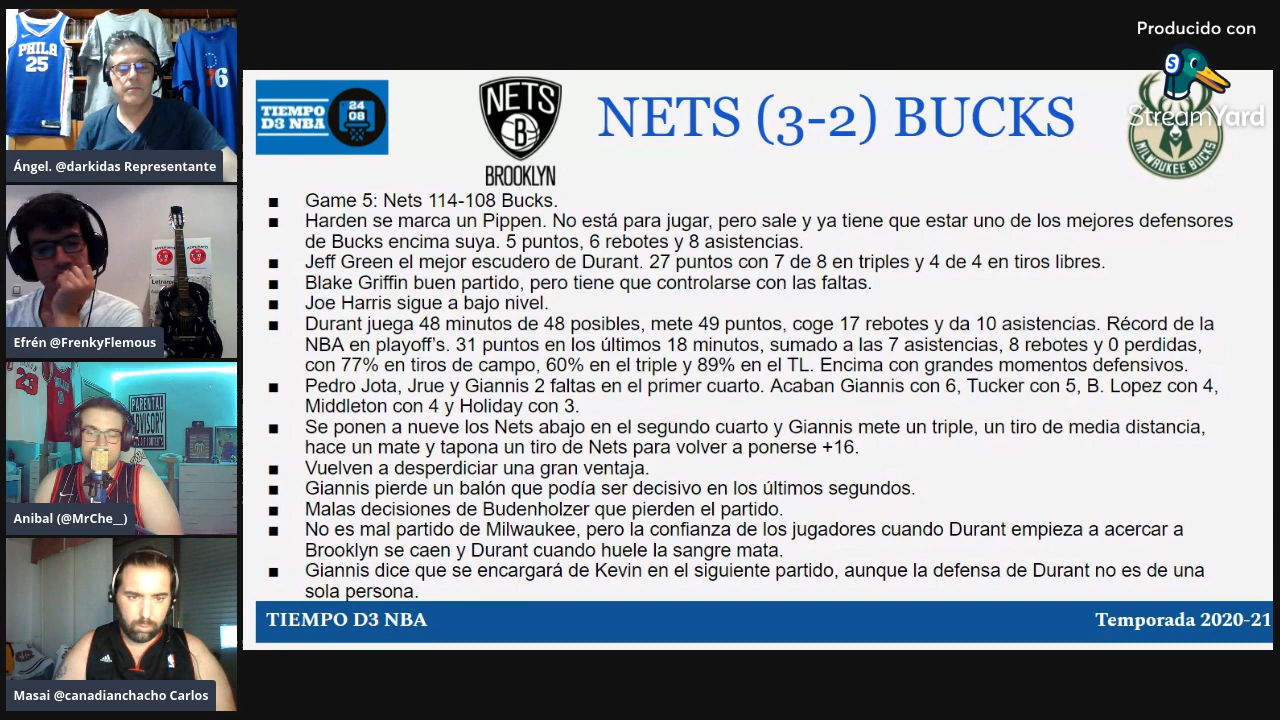 Producido con
StreamYard
PHILA
25
76
Ángel. @darkidas Representante
Efrén @FrenkyFlemous
23
PARENTAL
ADVISORY
Anibal (@MrChe__)
Masai @canadianchacho Carlos
TIEMPO
D3 NBA
24
08
NETS
B
BROOKLYN
NETS (3-2) BUCKS
MILWAUKEE BUCKS
■ Game 5: Nets 114-108 Bucks.
■ Harden se marca un Pippen. No está para jugar, pero sale y ya tiene que estar uno de los mejores defensores
de Bucks encima suya. 5 puntos, 6 rebotes y 8 asistencias.
■ Jeff Green el mejor escudero de Durant. 27 puntos con 7 de 8 en triples y 4 de 4 en tiros libres.
■ Blake Griffin buen partido, pero tiene que controlarse con las faltas.
■ Joe Harris sigue a bajo nivel.
■ Durant juega 48 minutos de 48 posibles, mete 49 puntos, coge 17 rebotes y da 10 asistencias. Récord de la
NBA en playoff’s. 31 puntos en los últimos 18 minutos, sumado a las 7 asistencias, 8 rebotes y 0 perdidas,
con 77% en tiros de campo, 60% en el triple y 89% en el TL. Encima con grandes momentos defensivos.
■ Pedro Jota, Jrue y Giannis 2 faltas en el primer cuarto. Acaban Giannis con 6, Tucker con 5, B. Lopez con 4,
Middleton con 4 y Holiday con 3.
■ Se ponen a nueve los Nets abajo en el segundo cuarto y Giannis mete un triple, un tiro de media distancia,
hace un mate y tapona un tiro de Nets para volver a ponerse +16.
■ Vuelven a desperdiciar una gran ventaja.
■ Giannis pierde un balón que podía ser decisivo en los últimos segundos.
■ Malas decisiones de Budenholzer que pierden el partido.
■ No es mal partido de Milwaukee, pero la confianza de los jugadores cuando Durant empieza a acercar a
Brooklyn se caen y Durant cuando huele la sangre mata.
■ Giannis dice que se encargará de Kevin en el siguiente partido, aunque la defensa de Durant no es de una
sola persona.
TIEMPO D3 NBA
Temporada 2020-21